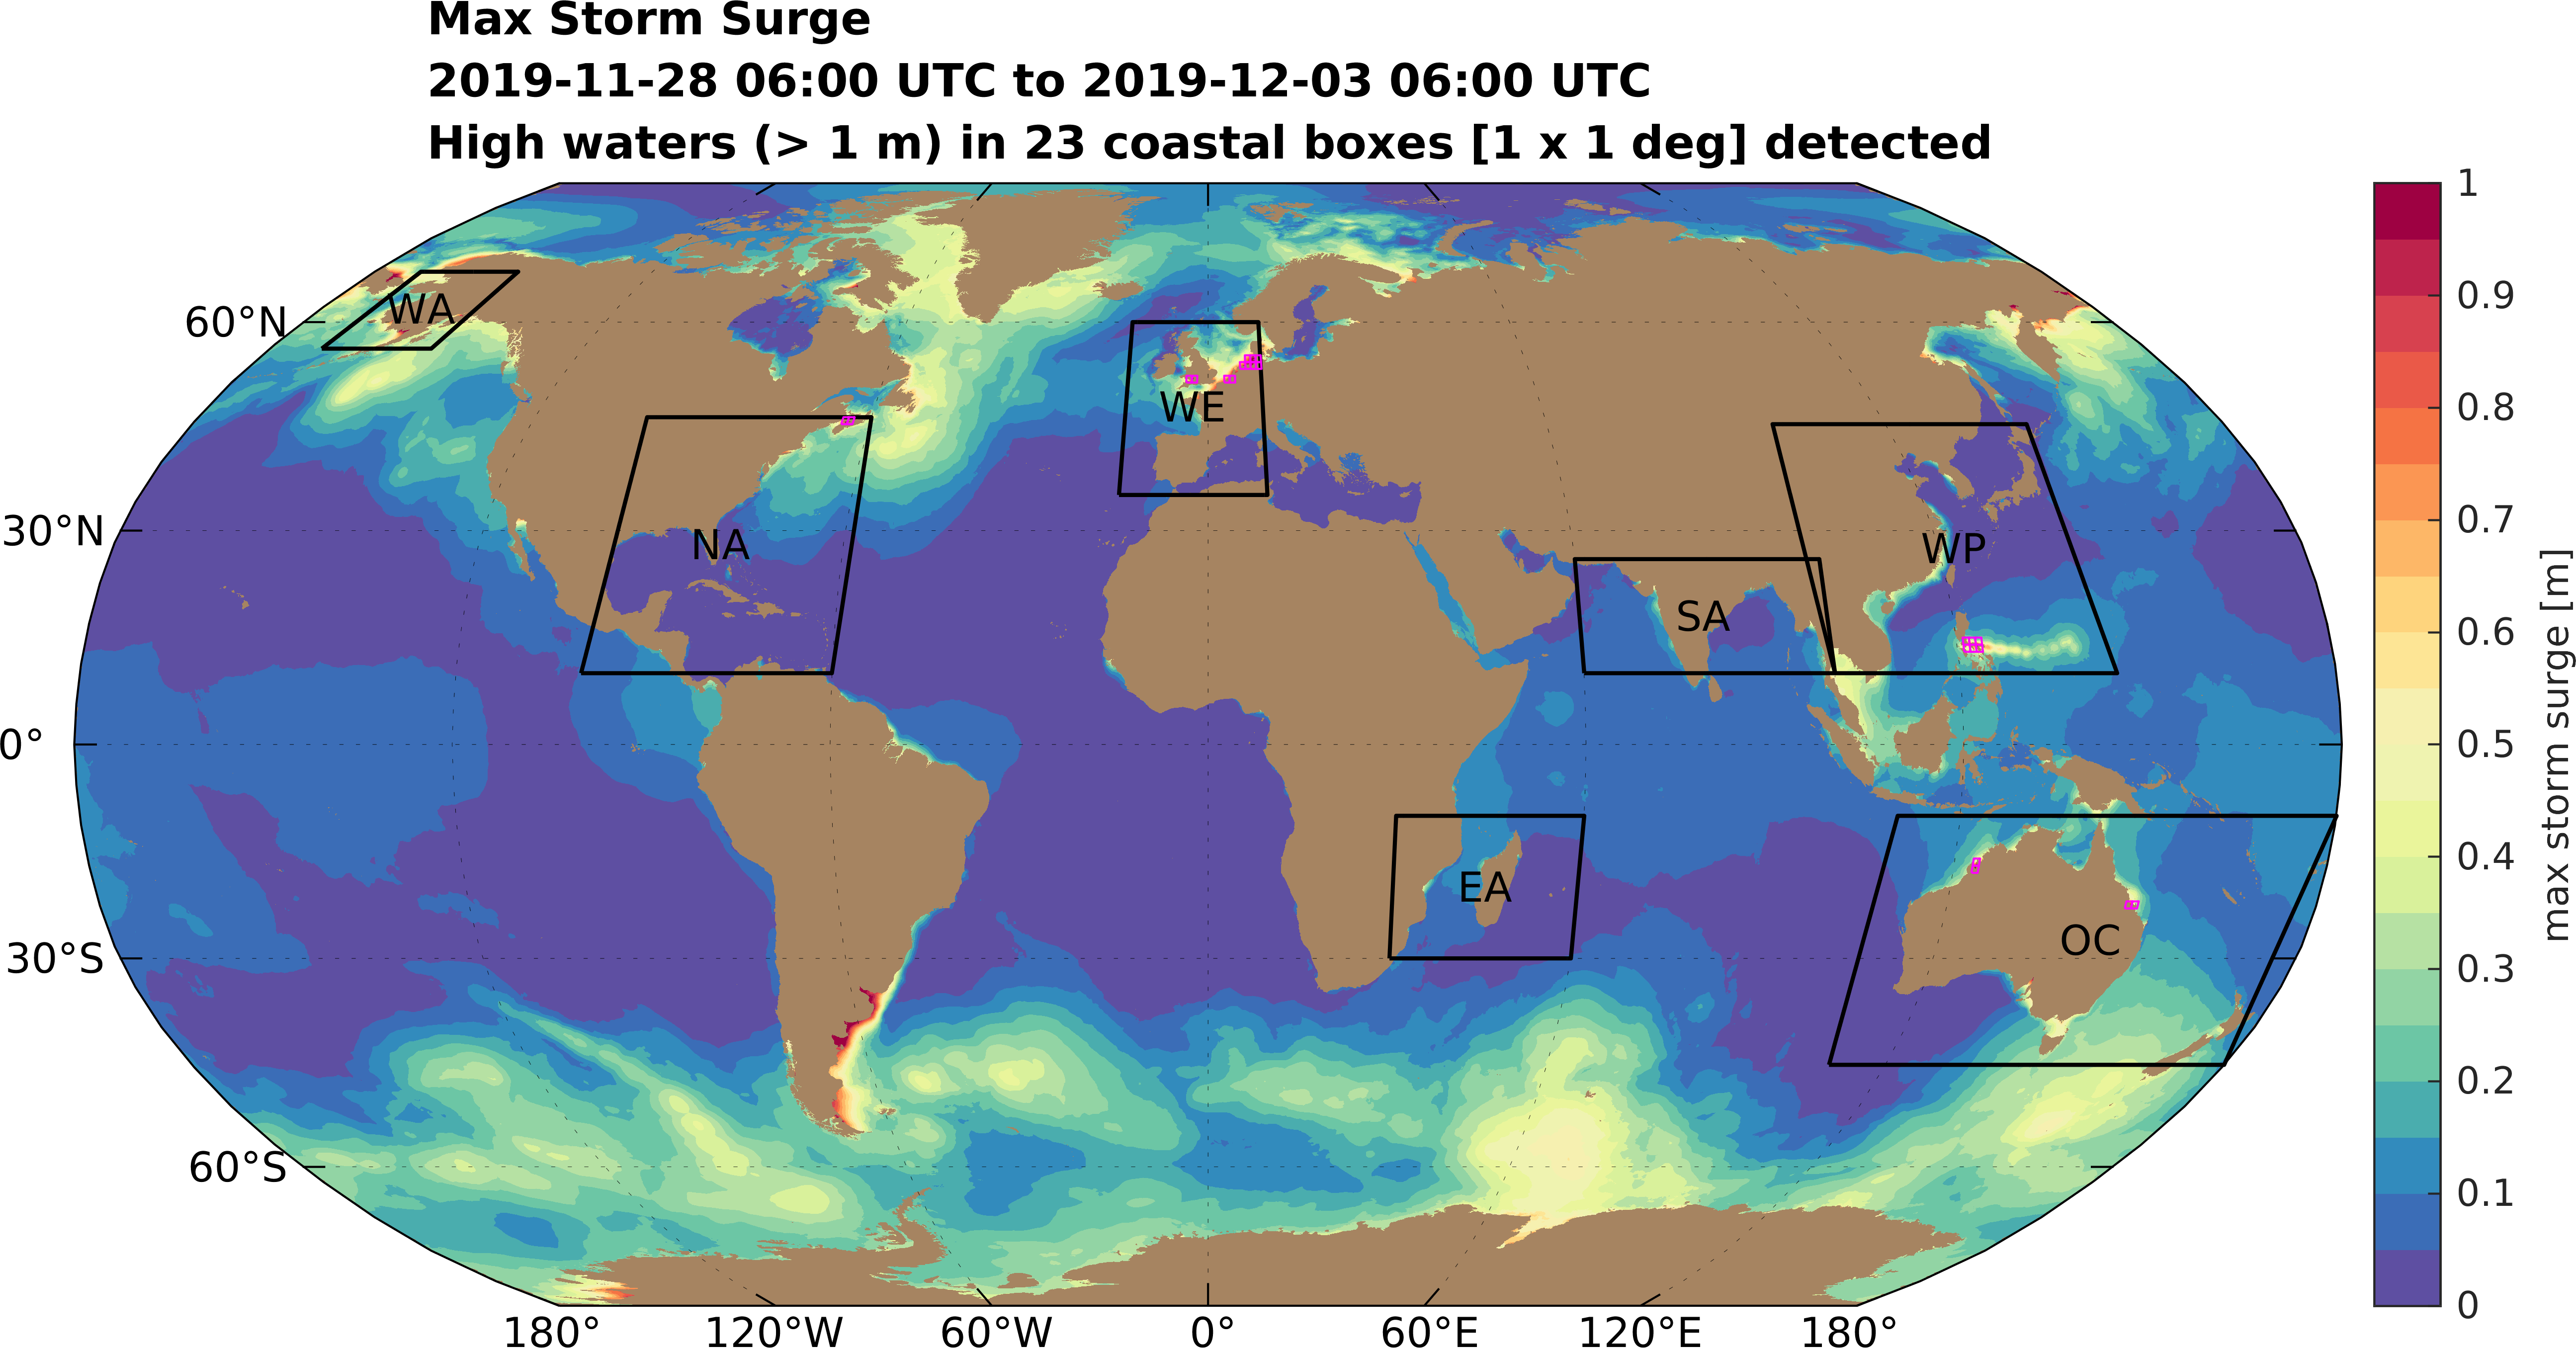 Max Storm Surge
2019-11-28 06:00 UTC to 2019-12-03 06:00 UTC
High waters (> 1 m) in 23 coastal boxes [1 x 1 deg] detected
60°N
30°N
0°
30°S
60°S
WA
NA
WE
SA
WP
EA
OC
180°
120°W
60°W
0°
60°E
120°E
180°
1
0.9
0.8
0.7
0.6
0.5
0.4
0.3
0.2
0.1
0
max storm surge [m]